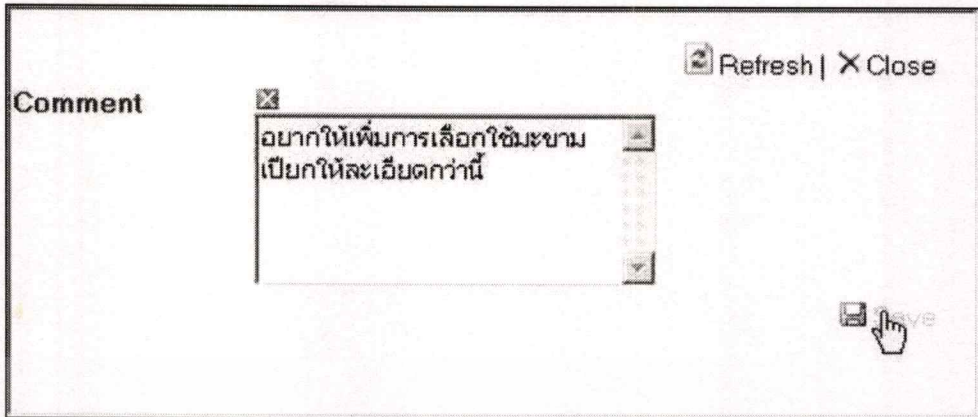 Refresh | X Close
Comment
อยากให้เพิ่มการเลือกใช้มะขาม
เปียกให้ละเอียดกว่านี้
Save